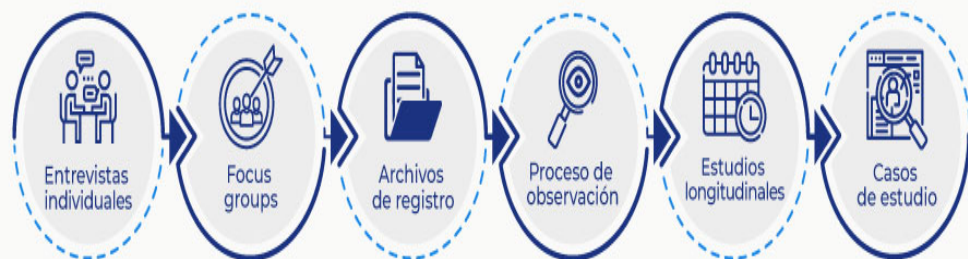 Entrevistas
individuales
Focus
groups
Archivos
de registro
Proceso de
observación
Estudios
longitudinales
Casos
de estudio